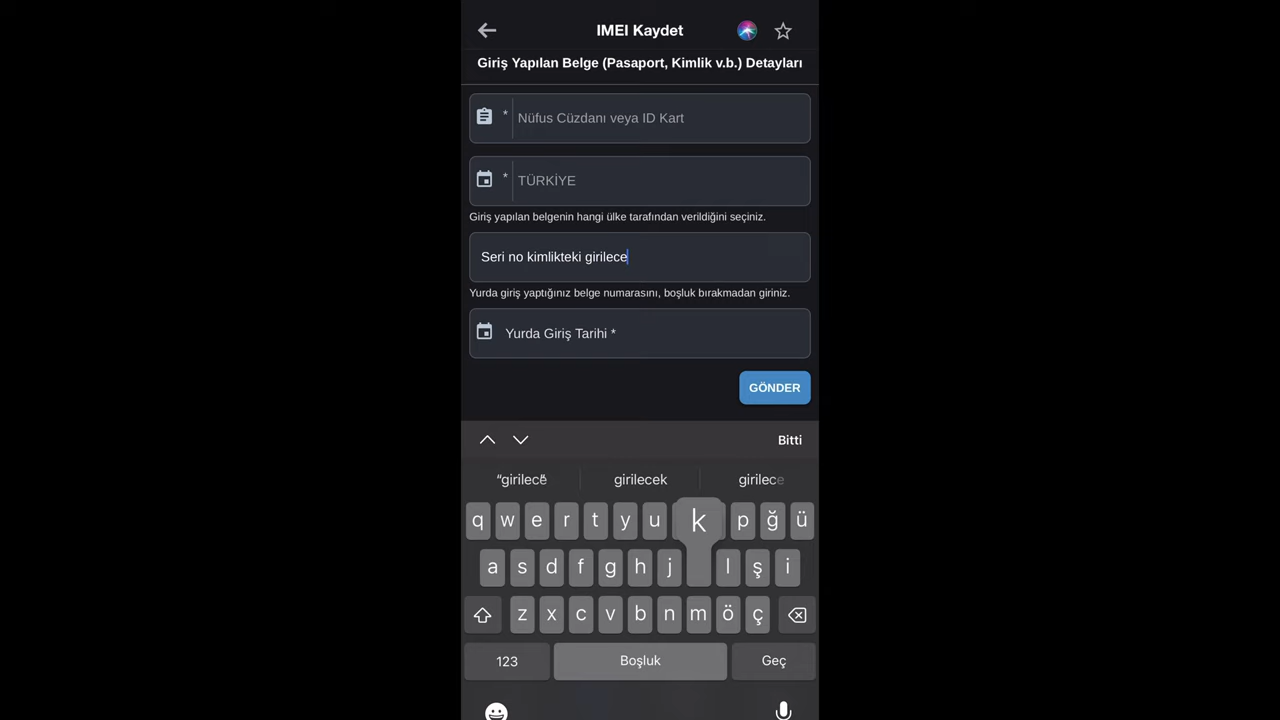 IMEI Kaydet
Giriş Yapılan Belge (Pasaport, Kimlik v.b.) Detayları
* Nüfus Cüzdanı veya ID Kart
* TÜRKİYE
Giriş yapılan belgenin hangi ülke tarafından verildiğini seçiniz.
Seri no kimlikteki girilece
Yurda giriş yaptığınız belge numarasını, boşluk bırakmadan giriniz.
Yurda Giriş Tarihi *
GÖNDER
Bitti
“girilece” girilecek girilece
q w e r t y u k p ğ ü
a s d f g h j l ş i
z x c v b n m ö ç
123 Boşluk Geç